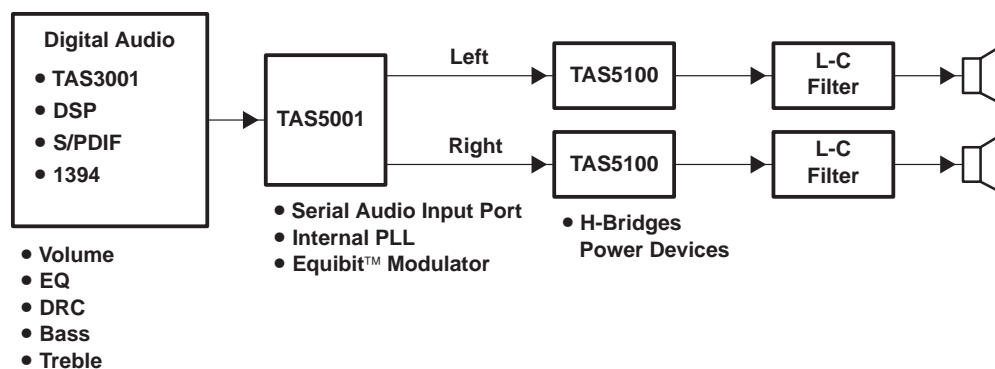 Digital Audio
• TAS3001
• DSP
• S/PDIF
• 1394
• Volume
• EQ
• DRC
• Bass
• Treble
TAS5001
• Serial Audio Input Port
• Internal PLL
• Equibit™ Modulator
Left
Right
TAS5100
TAS5100
• H-Bridges
Power Devices
L-C
Filter
L-C
Filter